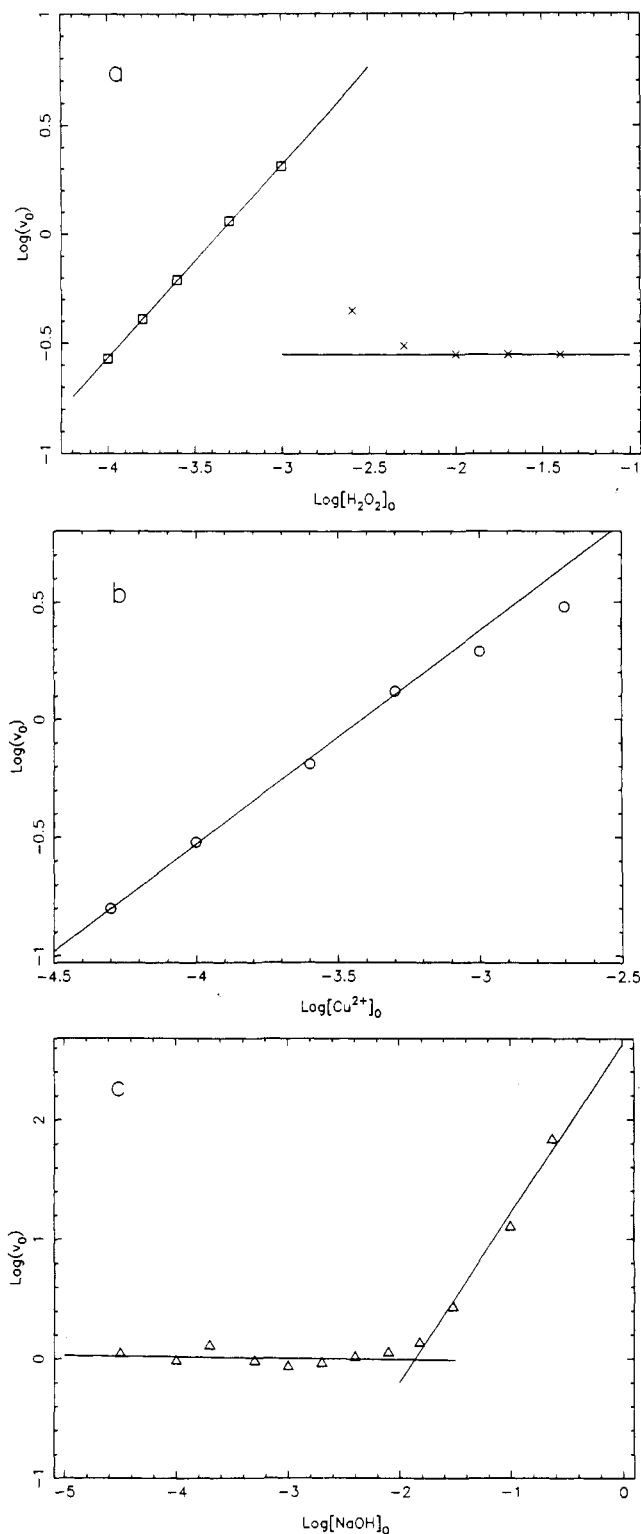 a
1
0.5
0
−0.5
−1
Log(v₀)
−4 −3.5 −3 −2.5 −2 −1.5 −1
Log[H₂O₂]₀
b
0.5
0
−0.5
−1
Log(v₀)
−4.5 −4 −3.5 −3 −2.5
Log[Cu²⁺]₀
c
2
1
0
−1
Log(v₀)
−5 −4 −3 −2 −1 0
Log[NaOH]₀